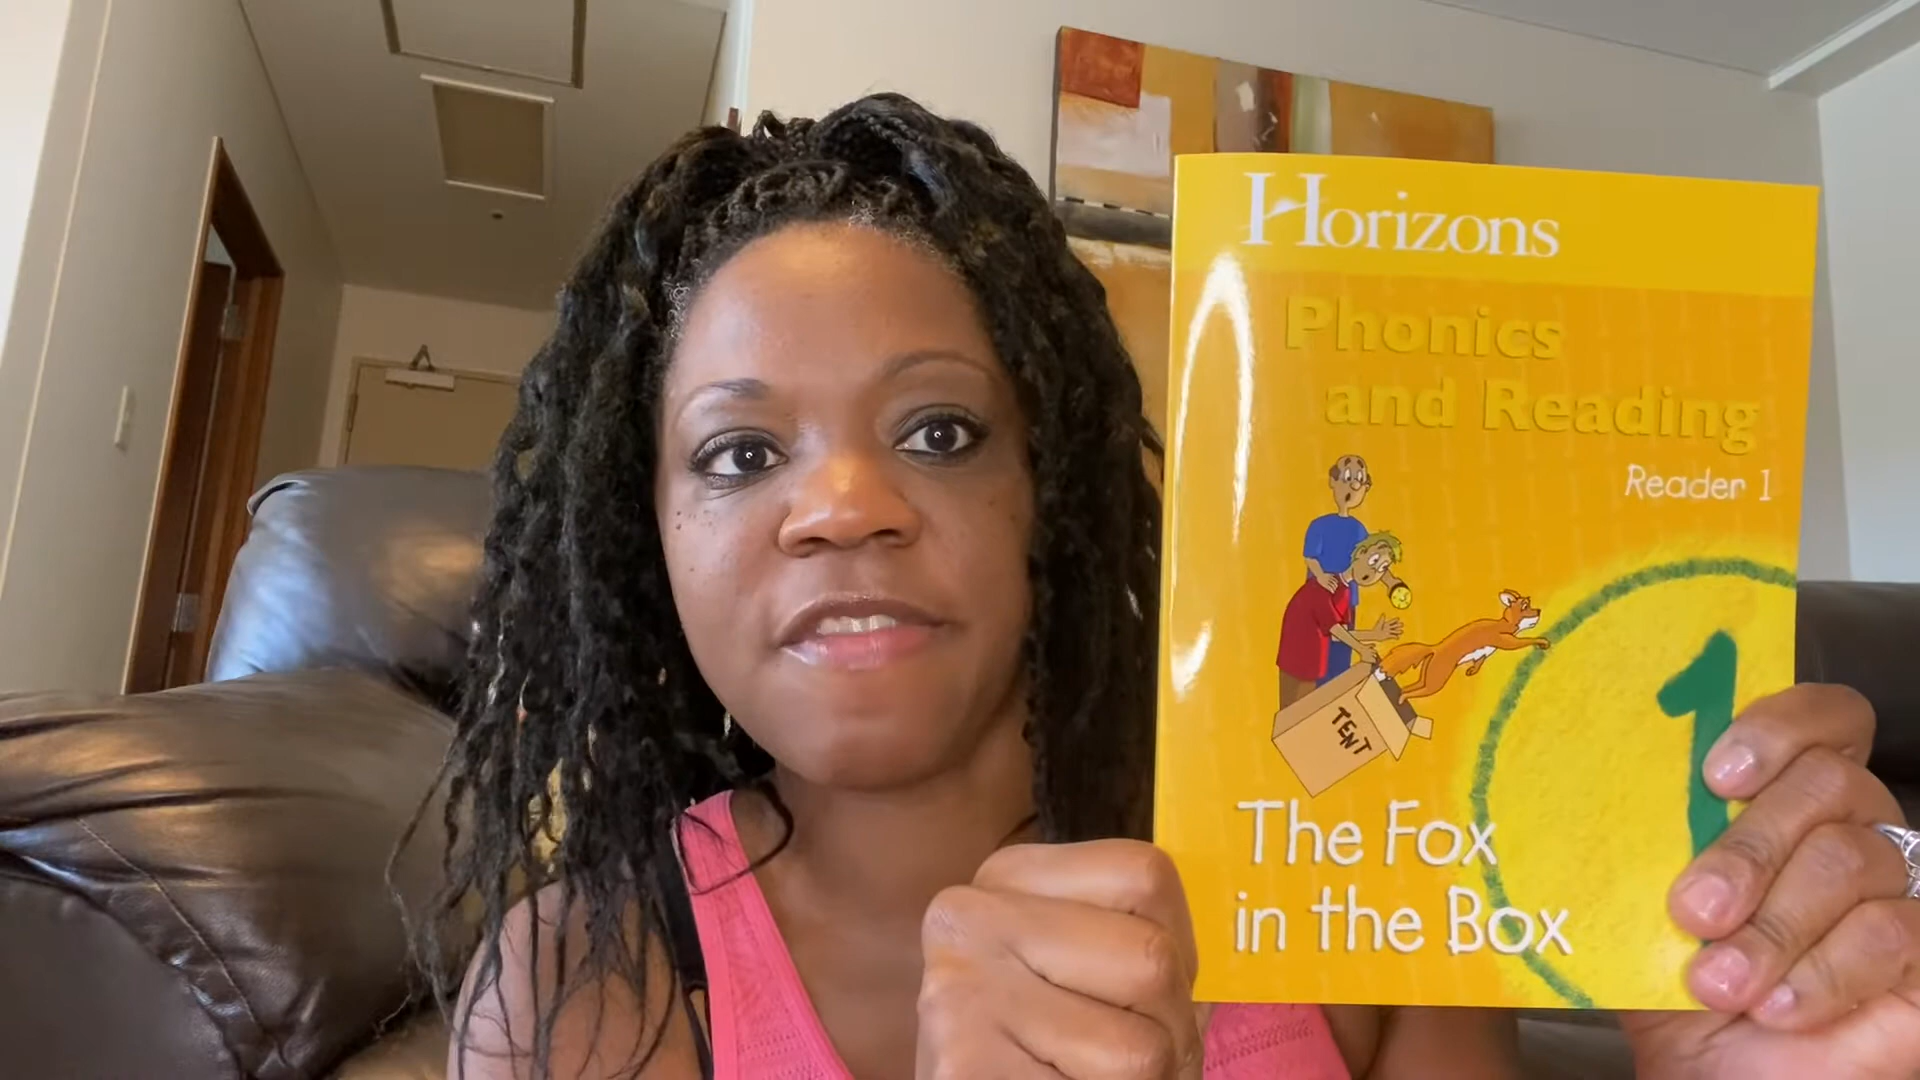 Horizons
Phonics
and Reading
Reader 1
TENT
1
The Fox
in the Box